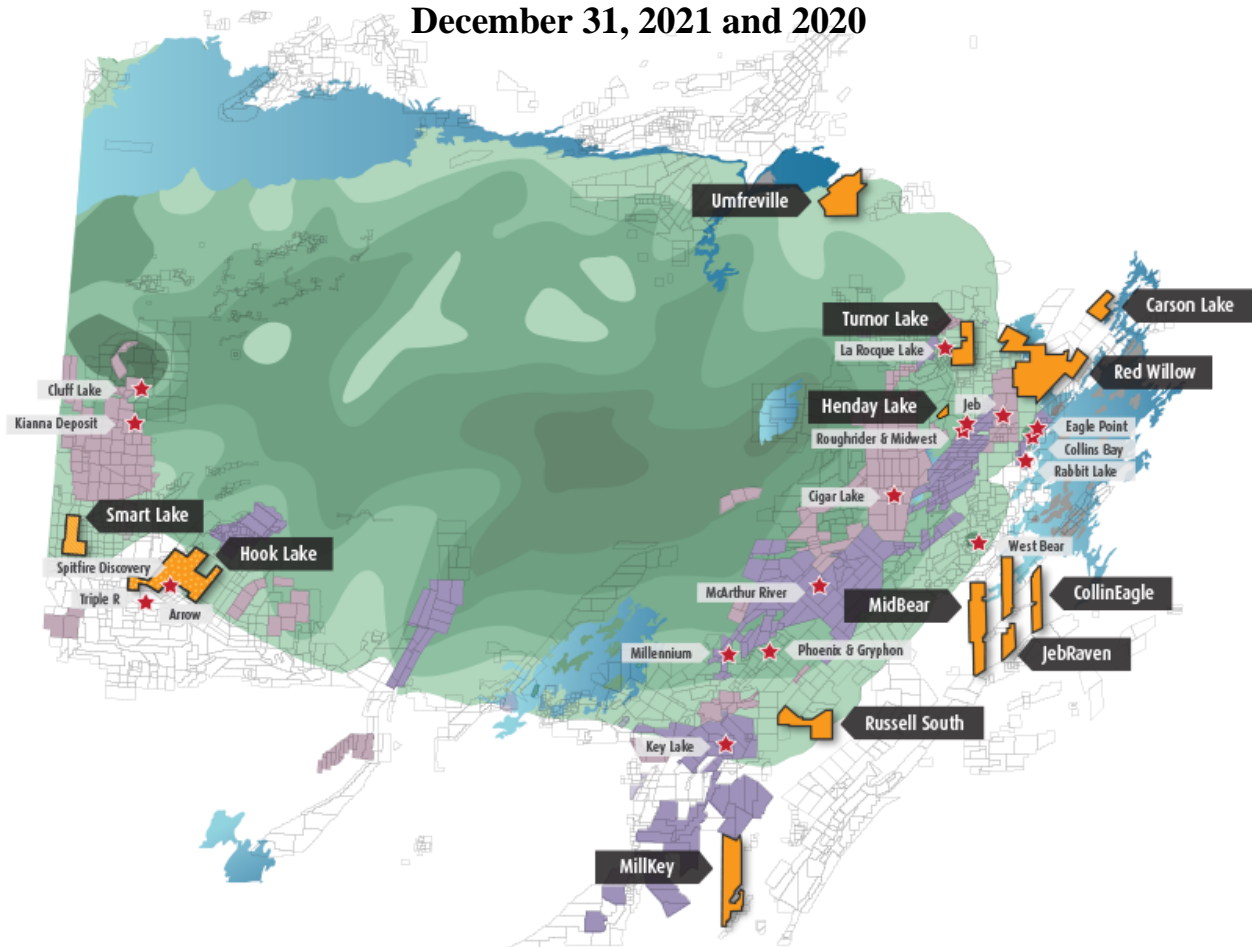 December 31, 2021 and 2020
Umfreville
Carson Lake
Turnor Lake
La Rocque Lake
Red Willow
Cluff Lake
Henday Lake
Jeb
Kianna Deposit
Eagle Point
Roughrider & Midwest
Collins Bay
Rabbit Lake
Cigar Lake
Smart Lake
Hook Lake
West Bear
Spitfire Discovery
McArthur River
CollinEagle
Triple R
MidBear
Arrow
Millennium
Phoenix & Gryphon
JebRaven
Russell South
Key Lake
MillKey